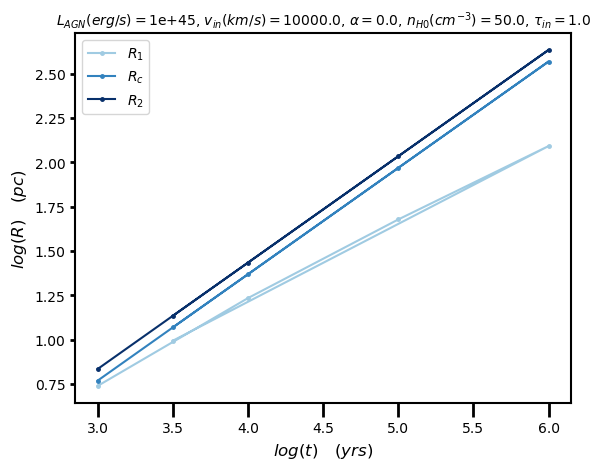 L_AGN(erg/s) = 1e+45, v_in(km/s) = 10000.0, α = 0.0, n_H0(cm⁻³) = 50.0, τ_in = 1.0
R_1
R_c
R_2
log(R) (pc)
2.50
2.25
2.00
1.75
1.50
1.25
1.00
0.75
3.0 3.5 4.0 4.5 5.0 5.5 6.0
log(t) (yrs)